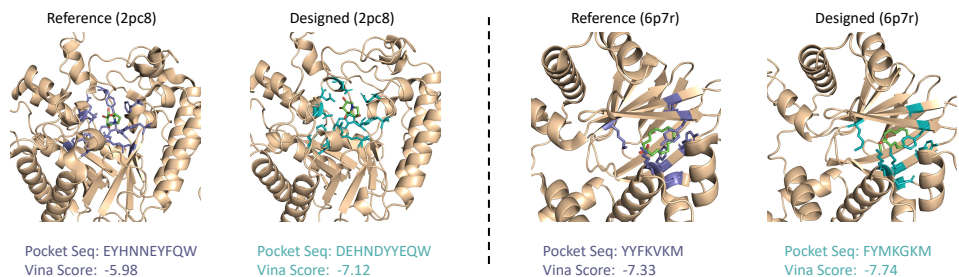 Reference (2pc8)
Designed (2pc8)
Reference (6p7r)
Designed (6p7r)
Pocket Seq: EYHNNEYFQW
Vina Score: -5.98
Pocket Seq: DEHNDYYEQW
Vina Score: -7.12
Pocket Seq: YYFKVKM
Vina Score: -7.33
Pocket Seq: FYMKGKM
Vina Score: -7.74